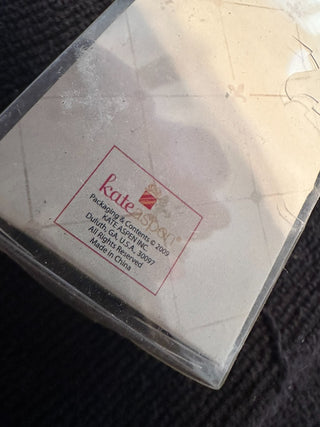 kate aspen
Packaging & Contents © 2009
KATE ASPEN INC.
Duluth, GA, U.S.A., 30097
All Rights Reserved
Made in China